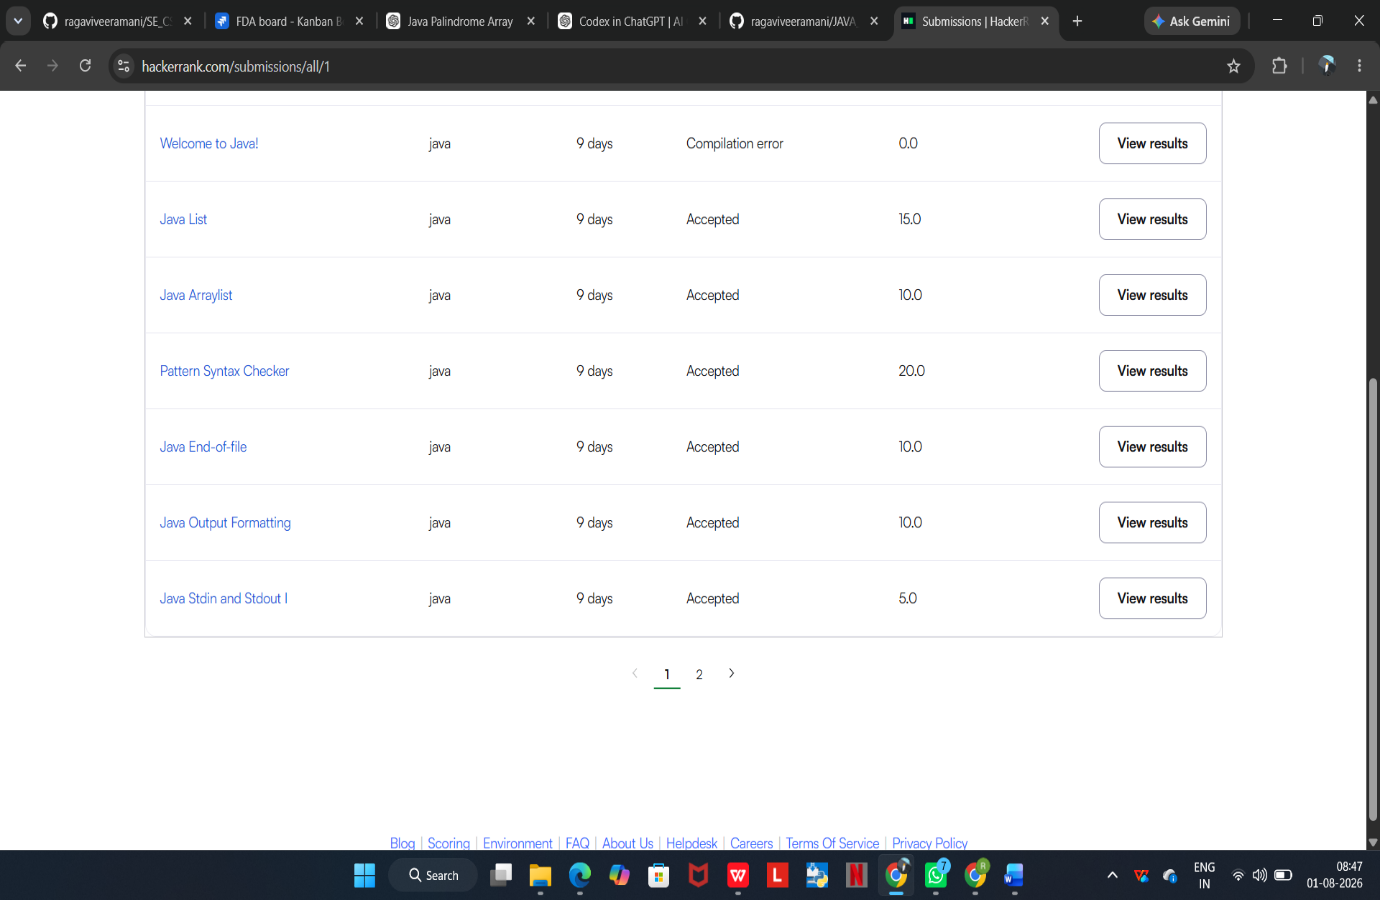 ragaviveeramani/SE_CS
FDA board - Kanban B
Java Palindrome Array
Codex in ChatGPT | AI
ragaviveeramani/JAVA_
Submissions | HackerR
Ask Gemini
hackerrank.com/submissions/all/1
Welcome to Java! java 9 days Compilation error 0.0 View results
Java List java 9 days Accepted 15.0 View results
Java Arraylist java 9 days Accepted 10.0 View results
Pattern Syntax Checker java 9 days Accepted 20.0 View results
Java End-of-file java 9 days Accepted 10.0 View results
Java Output Formatting java 9 days Accepted 10.0 View results
Java Stdin and Stdout I java 9 days Accepted 5.0 View results
1 2
Blog | Scoring | Environment | FAQ | About Us | Helpdesk | Careers | Terms Of Service | Privacy Policy
Search
7
R
ENG
IN
08:47
01-08-2026